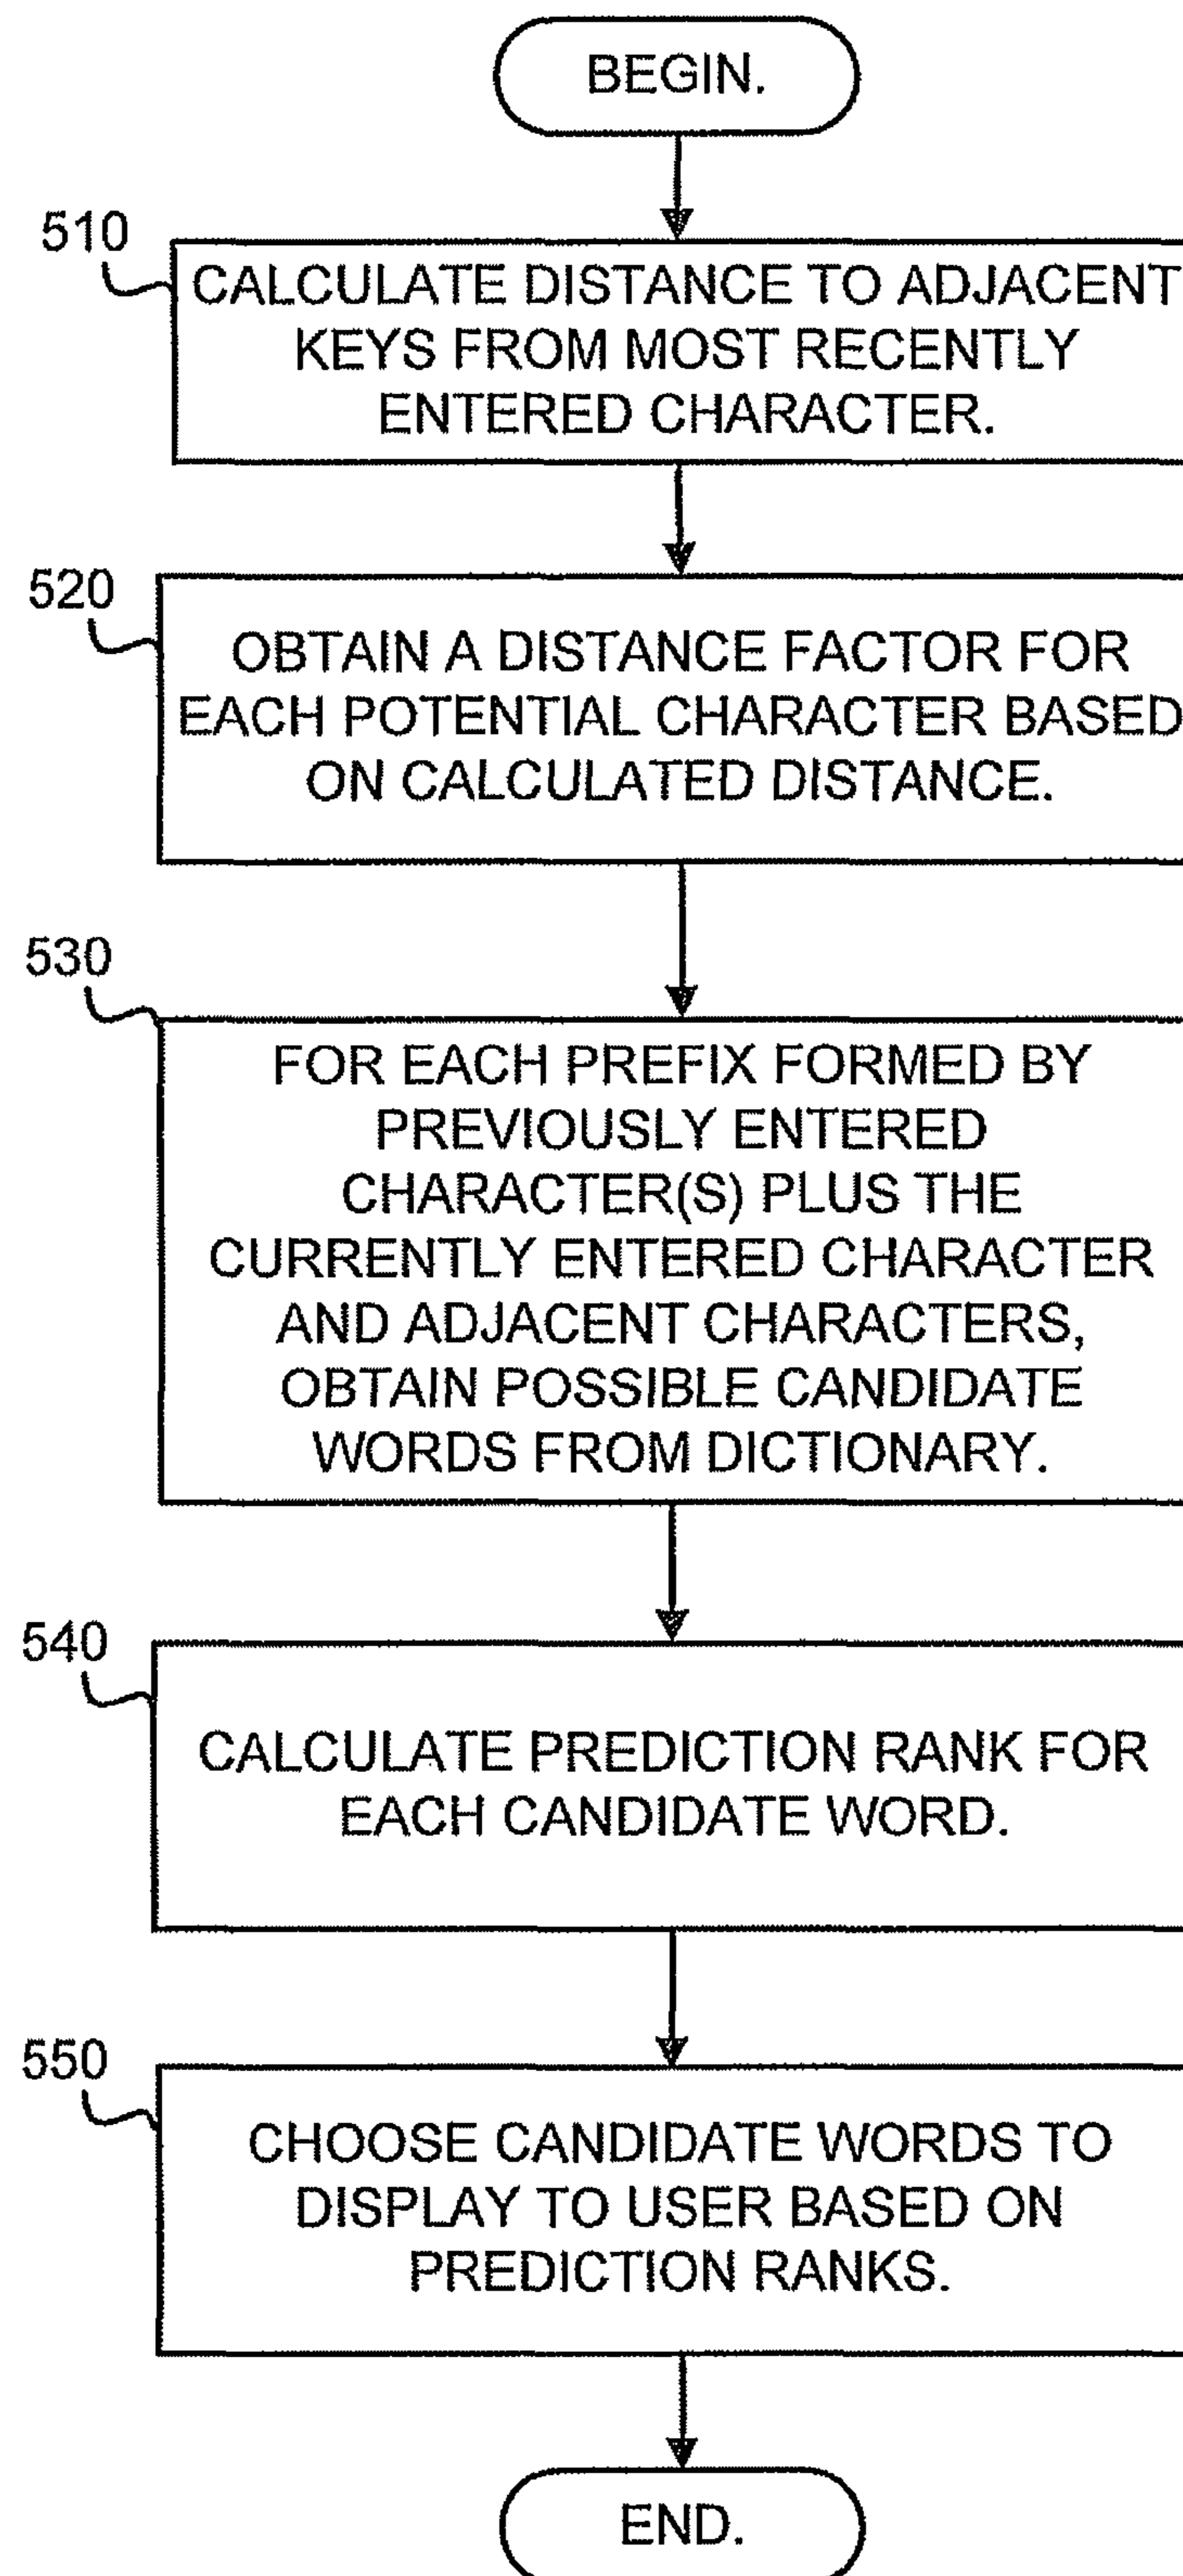 BEGIN.
510
CALCULATE DISTANCE TO ADJACENT
KEYS FROM MOST RECENTLY
ENTERED CHARACTER.
520
OBTAIN A DISTANCE FACTOR FOR
EACH POTENTIAL CHARACTER BASED
ON CALCULATED DISTANCE.
530
FOR EACH PREFIX FORMED BY
PREVIOUSLY ENTERED
CHARACTER(S) PLUS THE
CURRENTLY ENTERED CHARACTER
AND ADJACENT CHARACTERS,
OBTAIN POSSIBLE CANDIDATE
WORDS FROM DICTIONARY.
540
CALCULATE PREDICTION RANK FOR
EACH CANDIDATE WORD.
550
CHOOSE CANDIDATE WORDS TO
DISPLAY TO USER BASED ON
PREDICTION RANKS.
END.